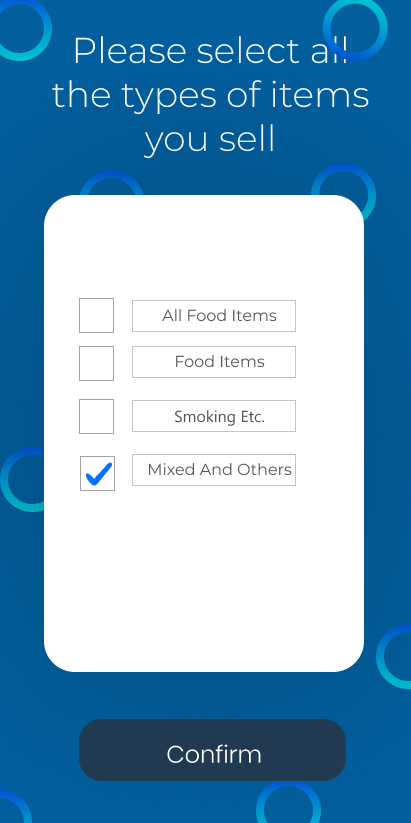 Please select all
the types of items
you sell
All Food Items
Food Items
Smoking Etc.
Mixed And Others
Confirm